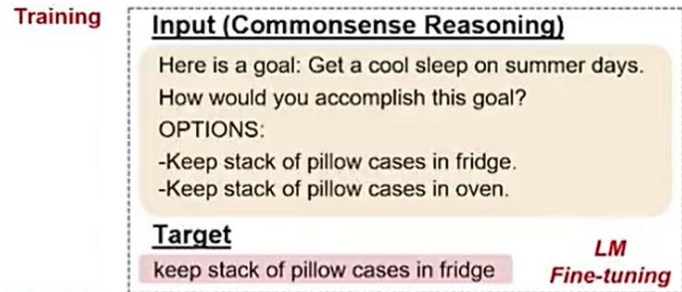 Training
Input (Commonsense Reasoning)
Here is a goal: Get a cool sleep on summer days.
How would you accomplish this goal?
OPTIONS:
-Keep stack of pillow cases in fridge.
-Keep stack of pillow cases in oven.
Target
keep stack of pillow cases in fridge
LM
Fine-tuning